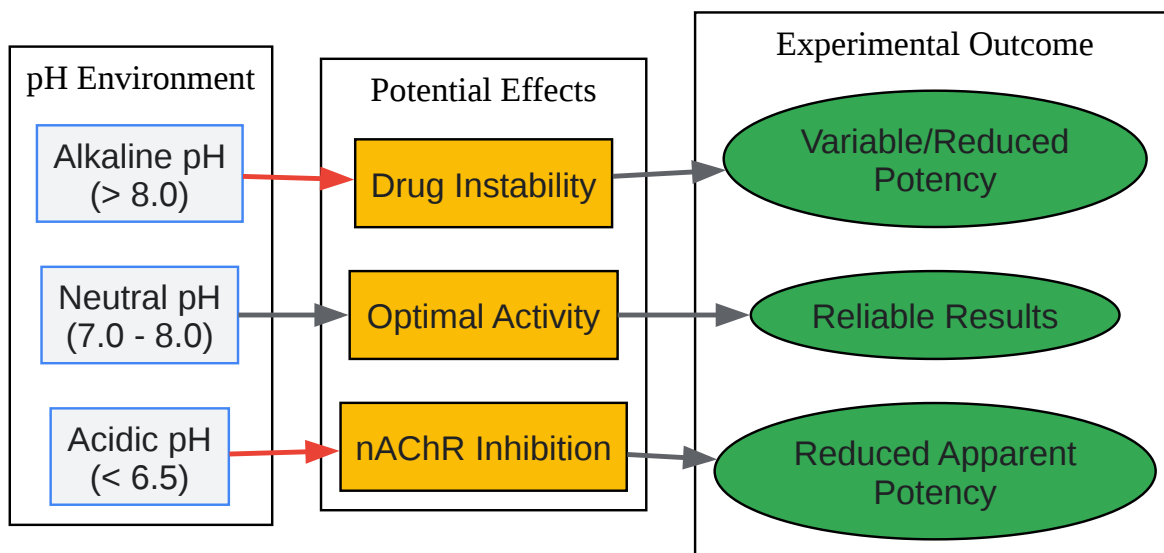 pH Environment
Alkaline pH
(> 8.0)
Neutral pH
(7.0 - 8.0)
Acidic pH
(< 6.5)
Potential Effects
Drug Instability
Optimal Activity
nAChR Inhibition
Experimental Outcome
Variable/Reduced
Potency
Reliable Results
Reduced Apparent
Potency